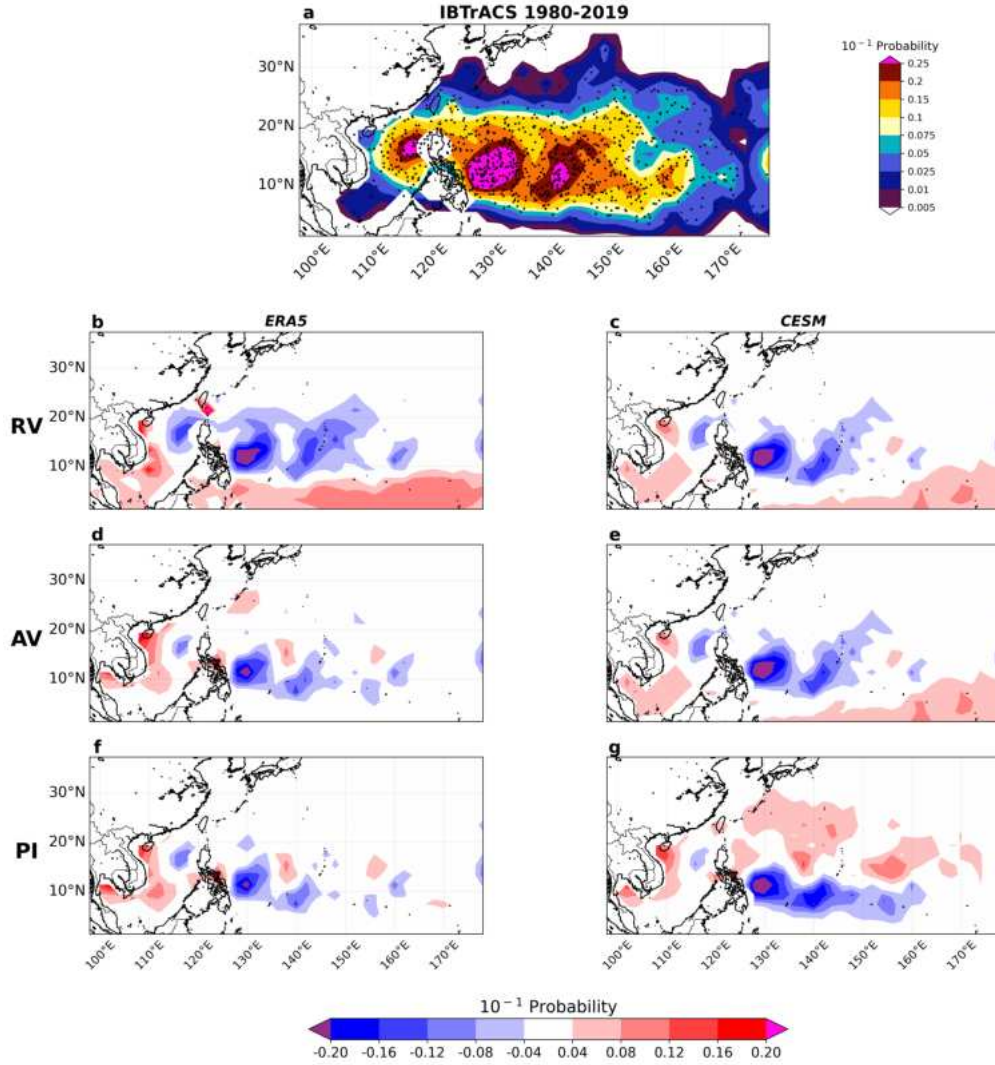 a
IBTrACS 1980-2019
10⁻¹ Probability
30°N
20°N
10°N
0.25
0.2
0.15
0.1
0.075
0.05
0.025
0.01
0.005
100°E
110°E
120°E
130°E
140°E
150°E
160°E
170°E
b
ERA5
c
CESM
RV
30°N
20°N
10°N
d
e
AV
30°N
20°N
10°N
f
g
PI
30°N
20°N
10°N
100°E
110°E
120°E
130°E
140°E
150°E
160°E
170°E
100°E
110°E
120°E
130°E
140°E
150°E
160°E
170°E
10⁻¹ Probability
-0.20 -0.16 -0.12 -0.08 -0.04 0.04 0.08 0.12 0.16 0.20